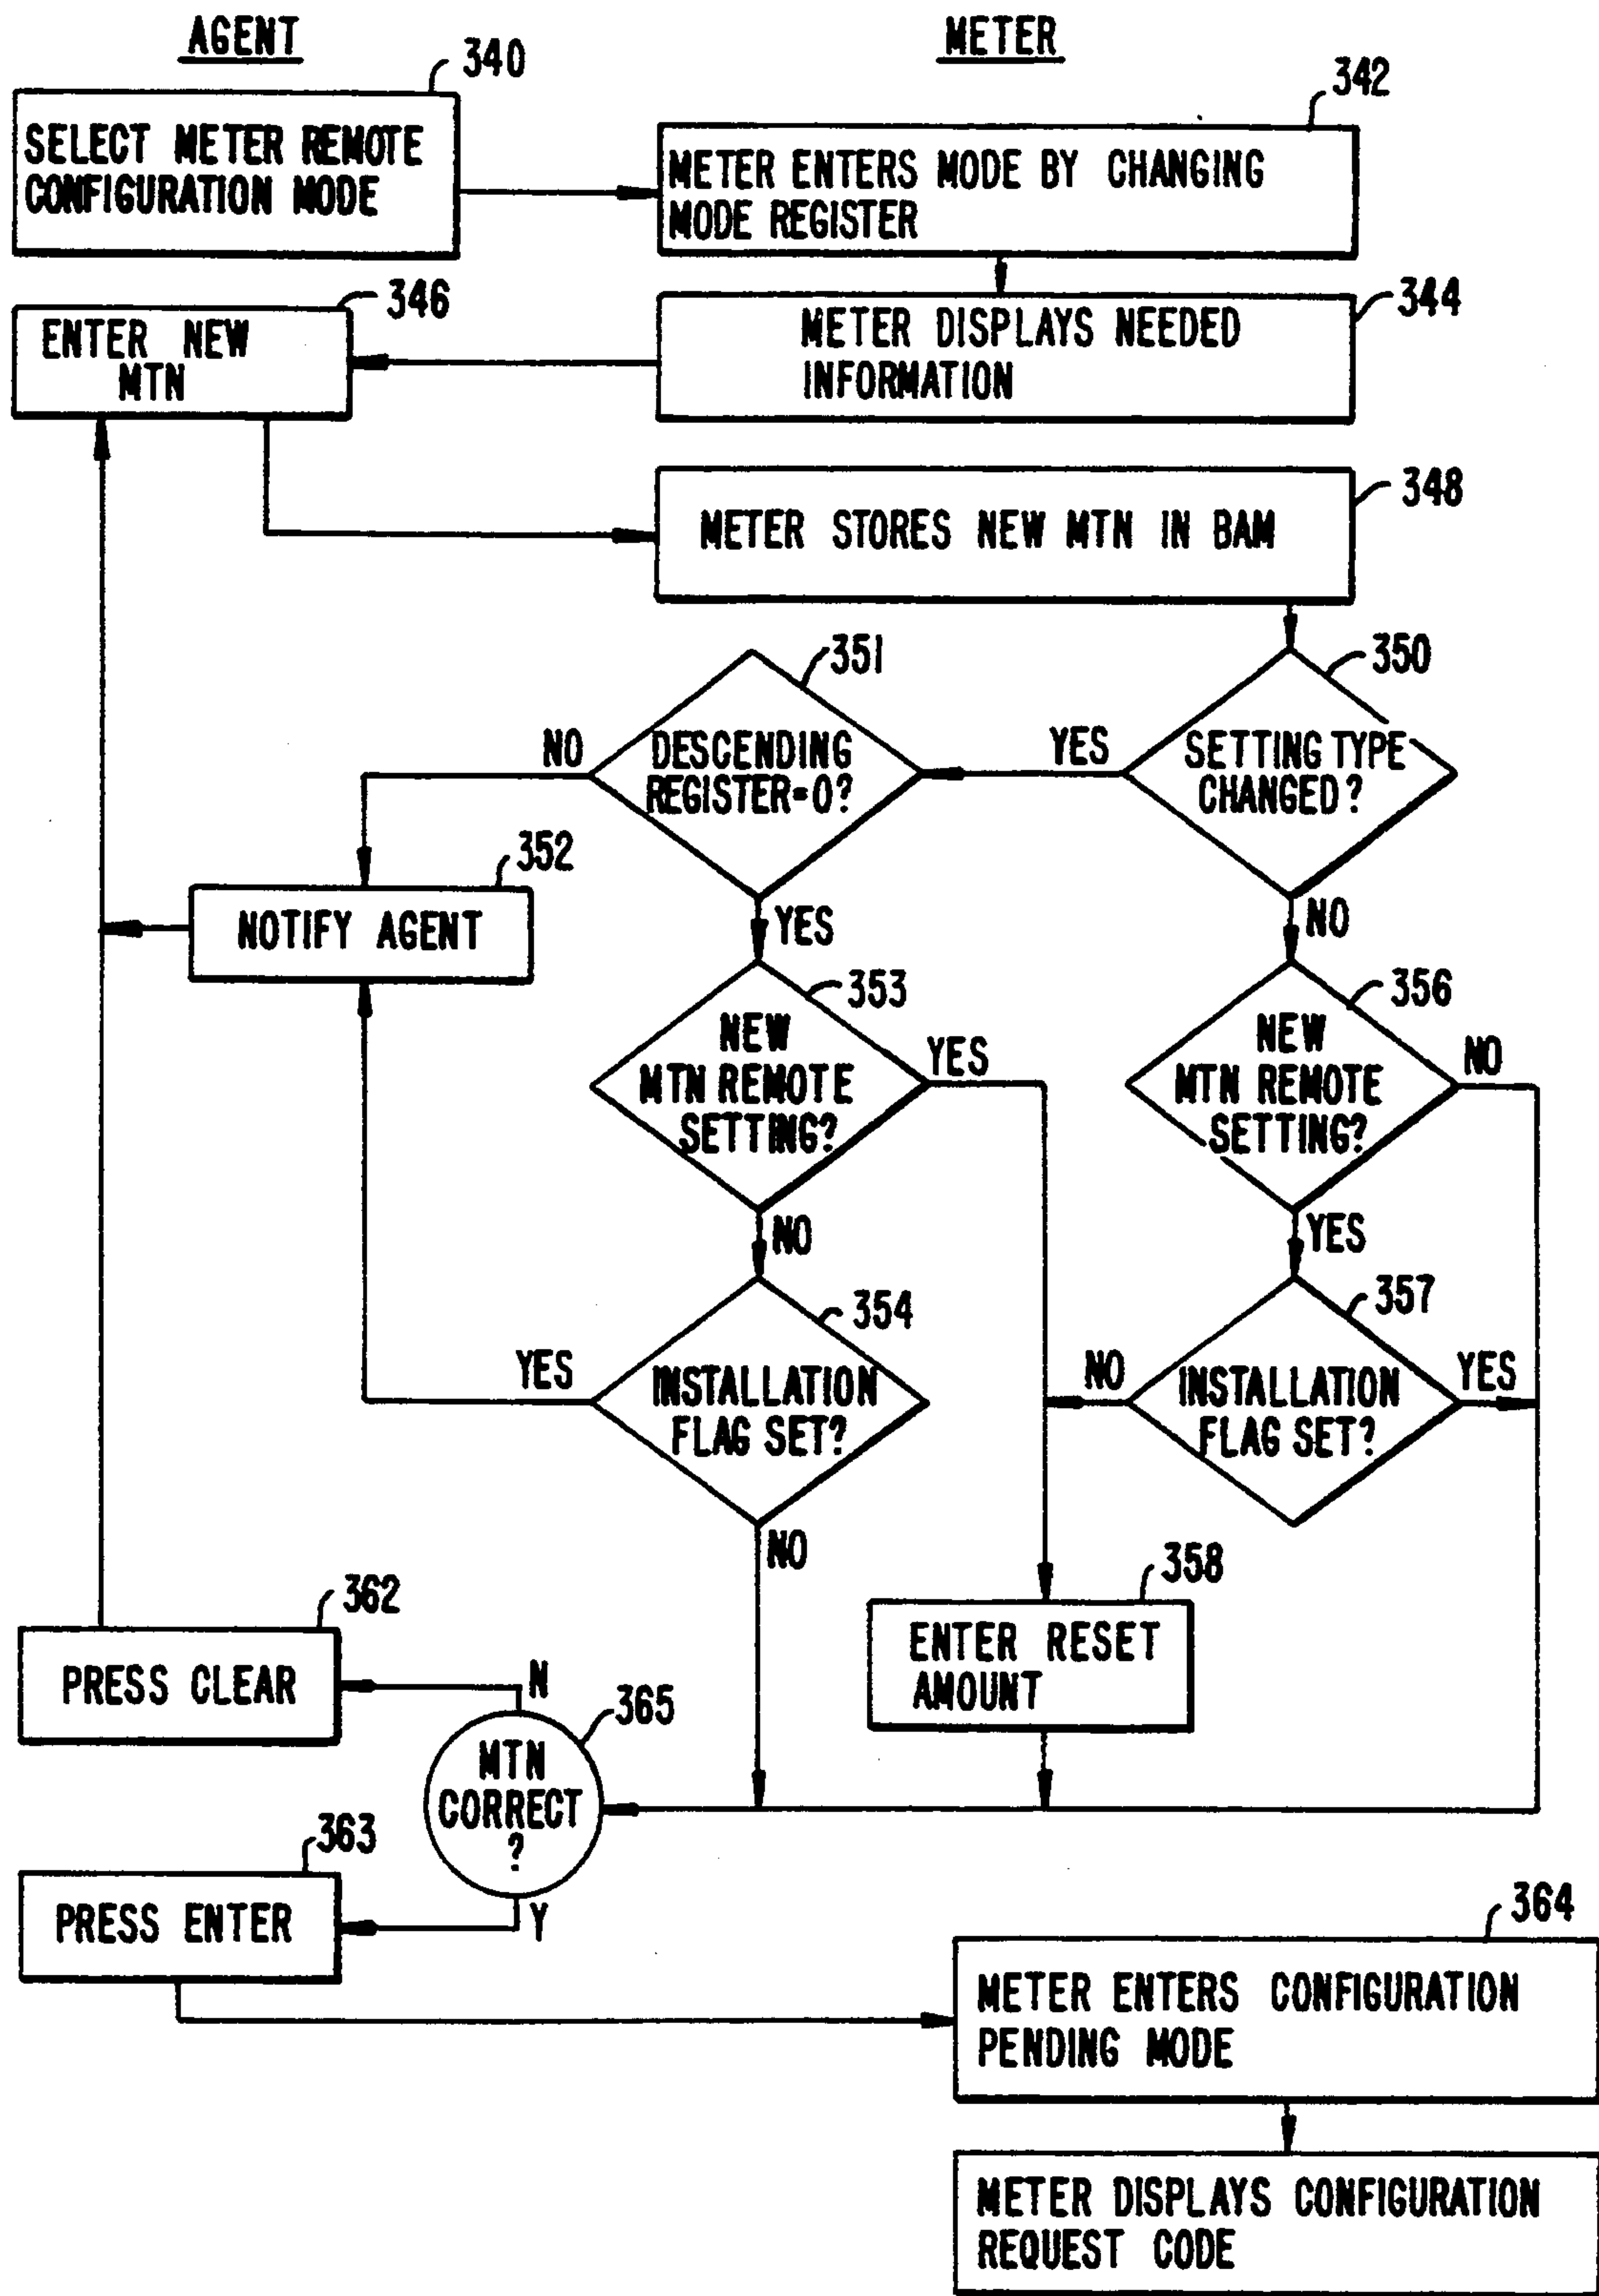 AGENT
METER
340
342
SELECT METER REMOTE
CONFIGURATION MODE
METER ENTERS MODE BY CHANGING
MODE REGISTER
346
344
ENTER NEW
MTN
METER DISPLAYS NEEDED
INFORMATION
348
METER STORES NEW MTN IN BAM
351
350
NO
DESCENDING
REGISTER=0?
YES
SETTING TYPE
CHANGED?
352
NOTIFY AGENT
YES
NO
353
356
NEW
MTN REMOTE
SETTING?
YES
NEW
MTN REMOTE
SETTING?
NO
NO
YES
354
357
YES
INSTALLATION
FLAG SET?
NO
INSTALLATION
FLAG SET?
YES
NO
358
362
ENTER RESET
AMOUNT
PRESS CLEAR
N
365
MTN
CORRECT
?
363
PRESS ENTER
Y
364
METER ENTERS CONFIGURATION
PENDING MODE
METER DISPLAYS CONFIGURATION
REQUEST CODE